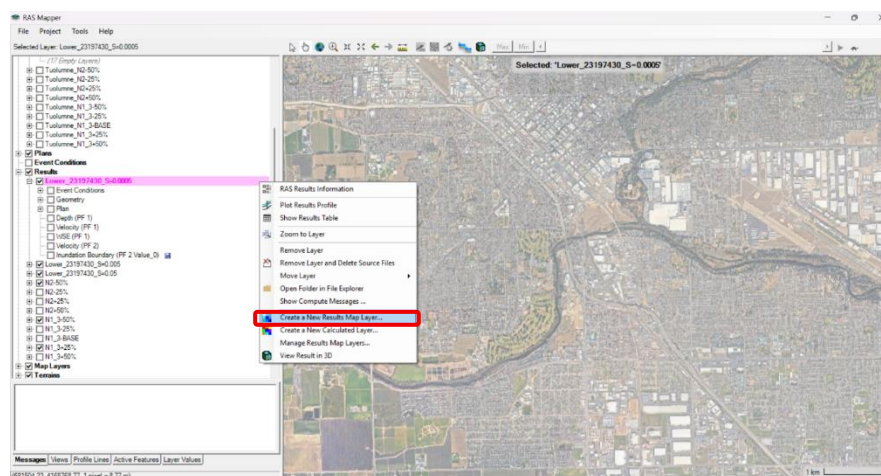 RAS Mapper
File Project Tools Help
Selected Layer: Lower_23197430_S=0.0005
Max Min
Selected: 'Lower_23197430_S=0.0005'
(17 Empty Layers)
Tuolumne_N2-50%
Tuolumne_N2-25%
Tuolumne_N2+25%
Tuolumne_N2+50%
Tuolumne_N1_3-50%
Tuolumne_N1_3-25%
Tuolumne_N1_3-BASE
Tuolumne_N1_3+25%
Tuolumne_N1_3+50%
Plans
Event Conditions
Results
Lower_23197430_S=0.0005
Event Conditions
Geometry
Plan
Depth (PF 1)
Velocity (PF 1)
WSE (PF 1)
Velocity (PF 2)
Inundation Boundary (PF 2 Value_0)
Lower_23197430_S=0.005
Lower_23197430_S=0.05
N2-50%
N2-25%
N2+25%
N2+50%
N1_3-50%
N1_3-25%
N1_3-BASE
N1_3+25%
N1_3+50%
Map Layers
Terrains
RAS Results Information
Plot Results Profile
Show Results Table
Zoom to Layer
Remove Layer
Remove Layer and Delete Source Files
Move Layer
Open Folder in File Explorer
Show Compute Messages ...
Create a New Results Map Layer...
Create a New Calculated Layer...
Manage Results Map Layers...
View Result in 3D
Messages Views Profile Lines Active Features Layer Values
1 km